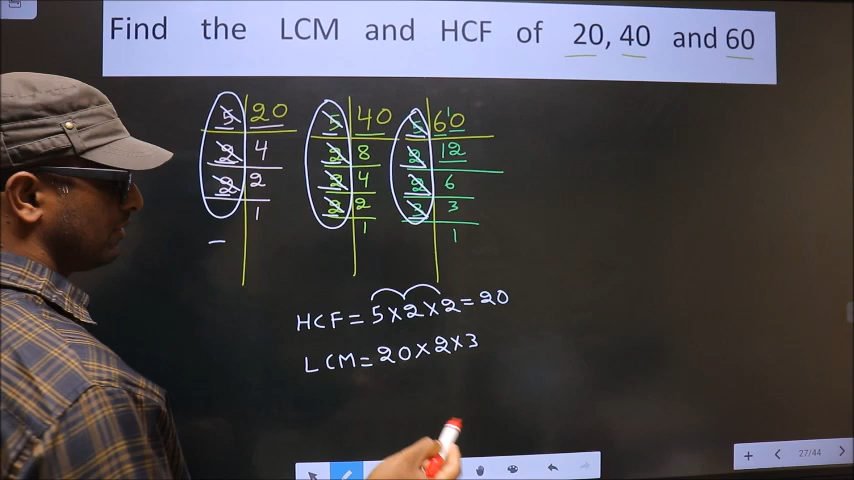 Find the LCM and HCF of 20, 40 and 60
5 20 5 40 5 6¹0
2 4 2 8 2 12
2 2 2 4 2 6
1 2 2 3 3
– 1 1
HCF = 5 × 2 × 2 = 20
LCM = 20 × 2 × 3
27/44